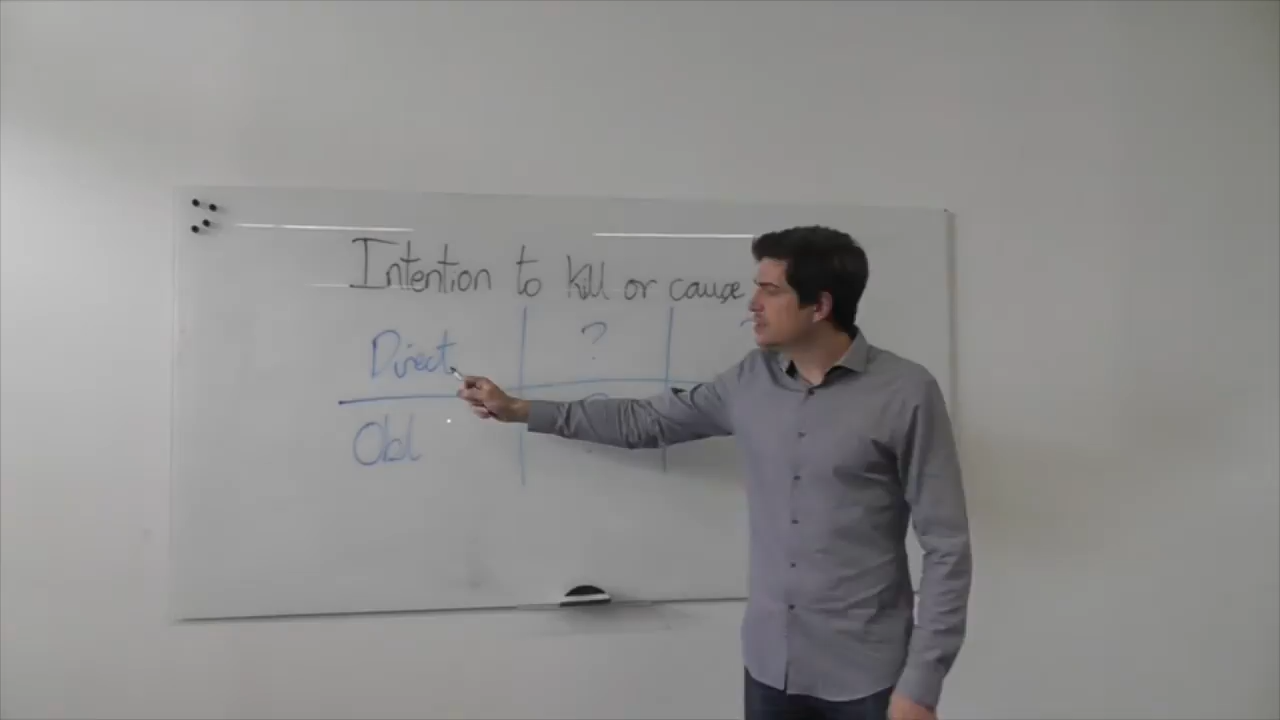 Intention to kill or cause
Direct ? ?
Obl ?